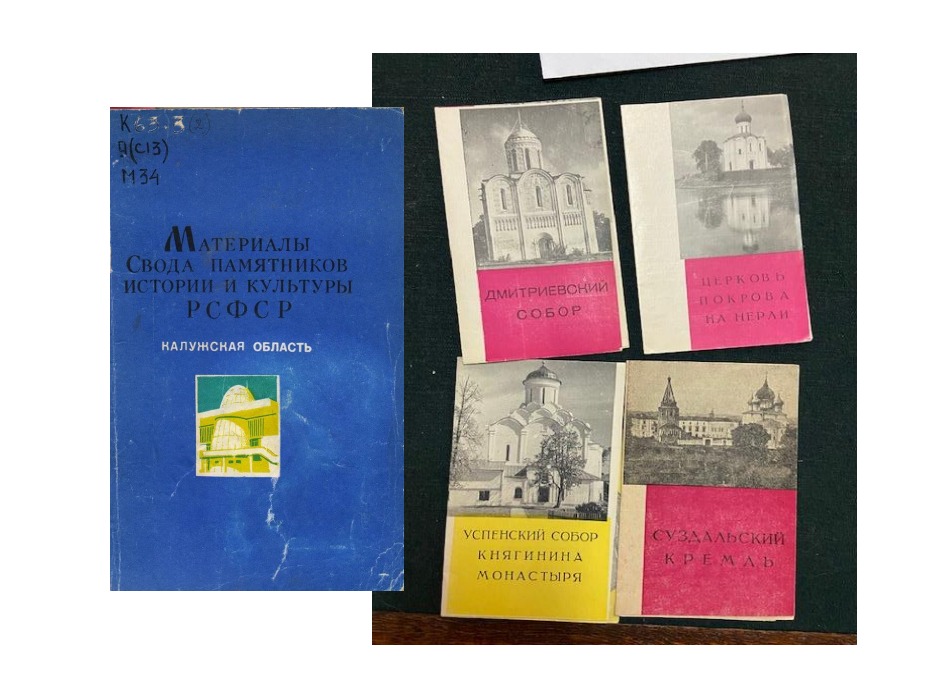 К 63.3(2)
Я(С13)
М34
МАТЕРИАЛЫ
СВОДА ПАМЯТНИКОВ
ИСТОРИИ И КУЛЬТУРЫ
РСФСР
КАЛУЖСКАЯ ОБЛАСТЬ
ДМИТРИЕВСКИЙ
СОБОР
ЦЕРКОВЬ
ПОКРОВА
НА НЕРЛИ
УСПЕНСКИЙ СОБОР
КНЯГИНИНА
МОНАСТЫРЯ
СУЗДАЛЬСКИЙ
КРЕМЛЬ